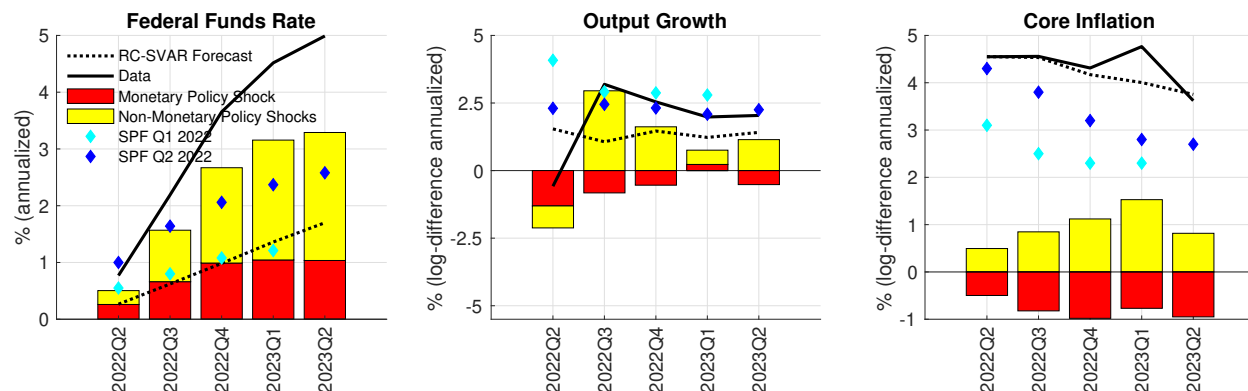 Federal Funds Rate
5
4
3
2
1
0
% (annualized)
RC-SVAR Forecast
Data
Monetary Policy Shock
Non-Monetary Policy Shocks
SPF Q1 2022
SPF Q2 2022
2022Q2
2022Q3
2022Q4
2023Q1
2023Q2
Output Growth
5
2.5
0
-2.5
-5
% (log-difference annualized)
2022Q2
2022Q3
2022Q4
2023Q1
2023Q2
Core Inflation
5
4
3
2
1
0
-1
% (log-difference annualized)
2022Q2
2022Q3
2022Q4
2023Q1
2023Q2